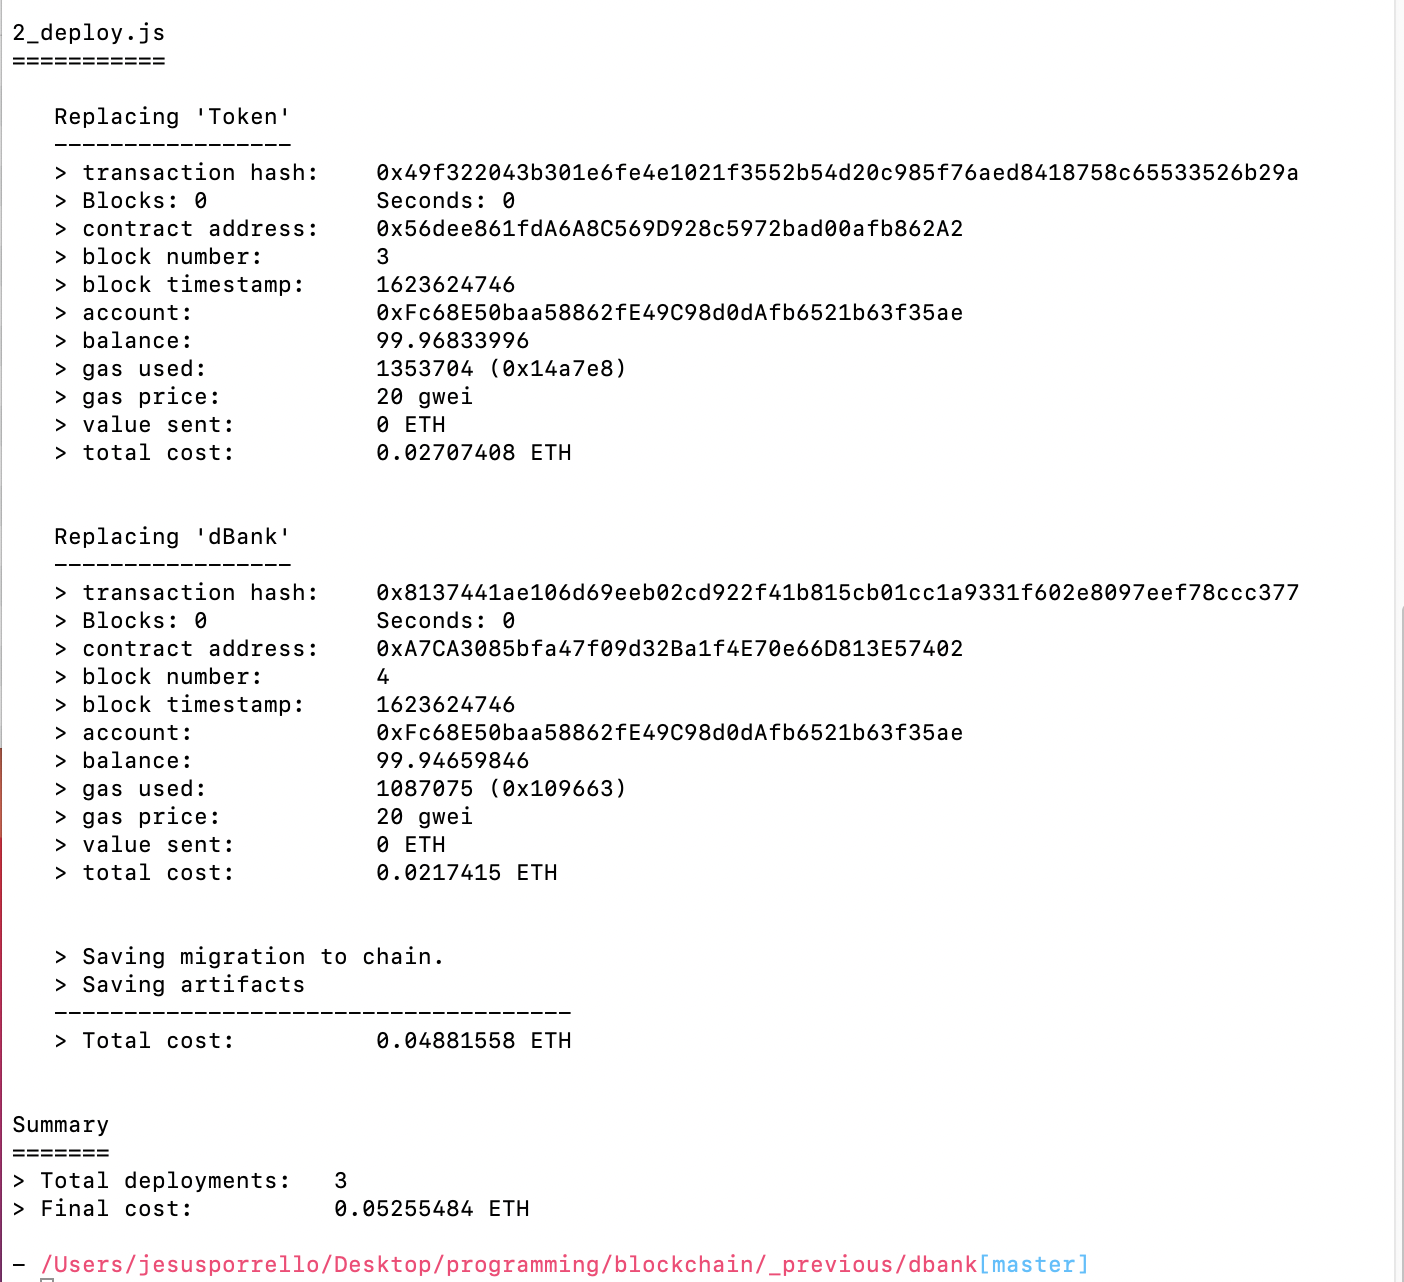 2_deploy.js
===========
Replacing 'Token'
-----------------
> transaction hash:    0x49f322043b301e6fe4e1021f3552b54d20c985f76aed8418758c65533526b29a
> Blocks: 0            Seconds: 0
> contract address:    0x56dee861fdA6A8C569D928c5972bad00afb862A2
> block number:        3
> block timestamp:     1623624746
> account:             0xFc68E50baa58862fE49C98d0dAfb6521b63f35ae
> balance:             99.96833996
> gas used:            1353704 (0x14a7e8)
> gas price:           20 gwei
> value sent:          0 ETH
> total cost:          0.02707408 ETH
Replacing 'dBank'
-----------------
> transaction hash:    0x8137441ae106d69eeb02cd922f41b815cb01cc1a9331f602e8097eef78ccc377
> Blocks: 0            Seconds: 0
> contract address:    0xA7CA3085bfa47f09d32Ba1f4E70e66D813E57402
> block number:        4
> block timestamp:     1623624746
> account:             0xFc68E50baa58862fE49C98d0dAfb6521b63f35ae
> balance:             99.94659846
> gas used:            1087075 (0x109663)
> gas price:           20 gwei
> value sent:          0 ETH
> total cost:          0.0217415 ETH
> Saving migration to chain.
> Saving artifacts
-------------------------------------
> Total cost:          0.04881558 ETH
Summary
=======
> Total deployments:   3
> Final cost:          0.05255484 ETH
– /Users/jesusporrello/Desktop/programming/blockchain/_previous/dbank[master]